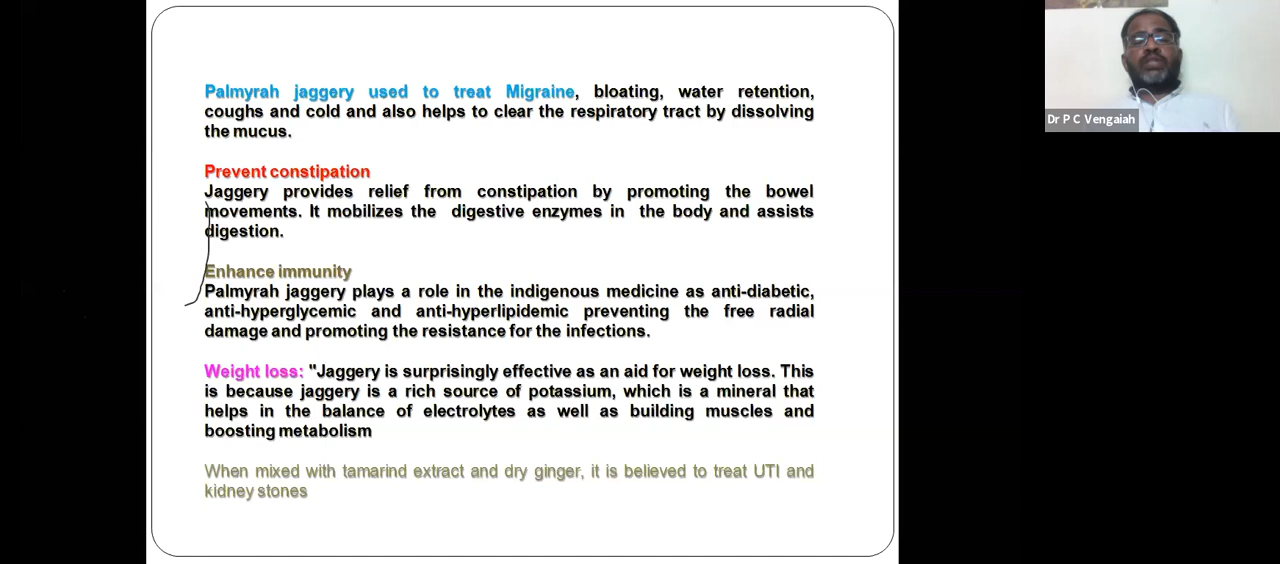 Palmyrah jaggery used to treat Migraine, bloating, water retention,
coughs and cold and also helps to clear the respiratory tract by dissolving
the mucus.
Prevent constipation
Jaggery provides relief from constipation by promoting the bowel
movements. It mobilizes the digestive enzymes in the body and assists
digestion.
Enhance immunity
Palmyrah jaggery plays a role in the indigenous medicine as anti-diabetic,
anti-hyperglycemic and anti-hyperlipidemic preventing the free radial
damage and promoting the resistance for the infections.
Weight loss: "Jaggery is surprisingly effective as an aid for weight loss. This
is because jaggery is a rich source of potassium, which is a mineral that
helps in the balance of electrolytes as well as building muscles and
boosting metabolism
When mixed with tamarind extract and dry ginger, it is believed to treat UTI and
kidney stones
Dr P C Vengaiah